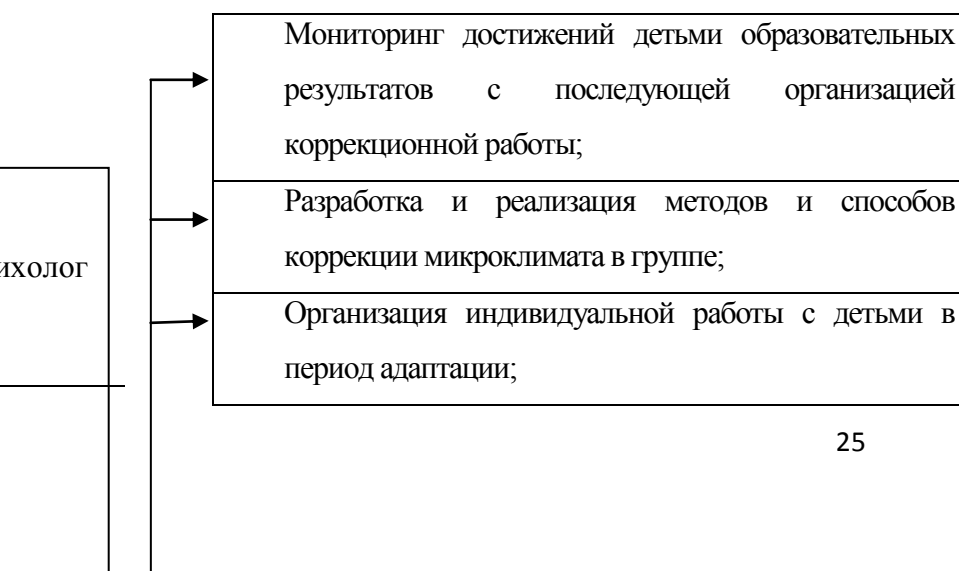 Мониторинг достижений детьми образовательных
результатов с последующей организацией
коррекционной работы;
Разработка и реализация методов и способов
коррекции микроклимата в группе;
ихолог
Организация индивидуальной работы с детьми в
период адаптации;
25